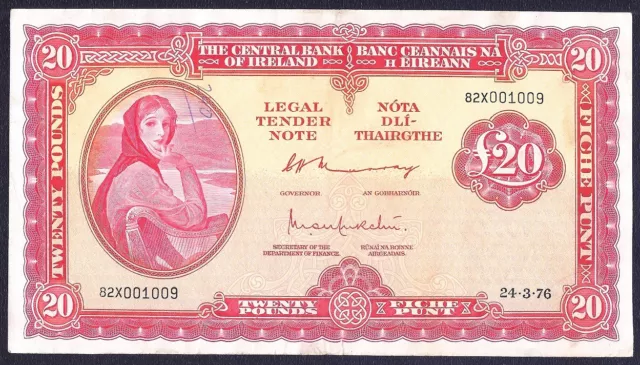 20
THE CENTRAL BANK
OF IRELAND
BANC CEANNAIS NA
H EIREANN
20
TWENTY POUNDS
LEGAL
TENDER
NOTE
NÓTA
DLÍ-
THAIRGTHE
82X001009
£20
FICHE PUNT
GOVERNOR
AN GOBHARNÓIR
SECRETARY OF THE
DEPARTMENT OF FINANCE.
RÚNAÍ NA ROINNE
AIRGEADAIS.
82X001009
24-3-76
20
TWENTY
POUNDS
FICHE
PUNT
20